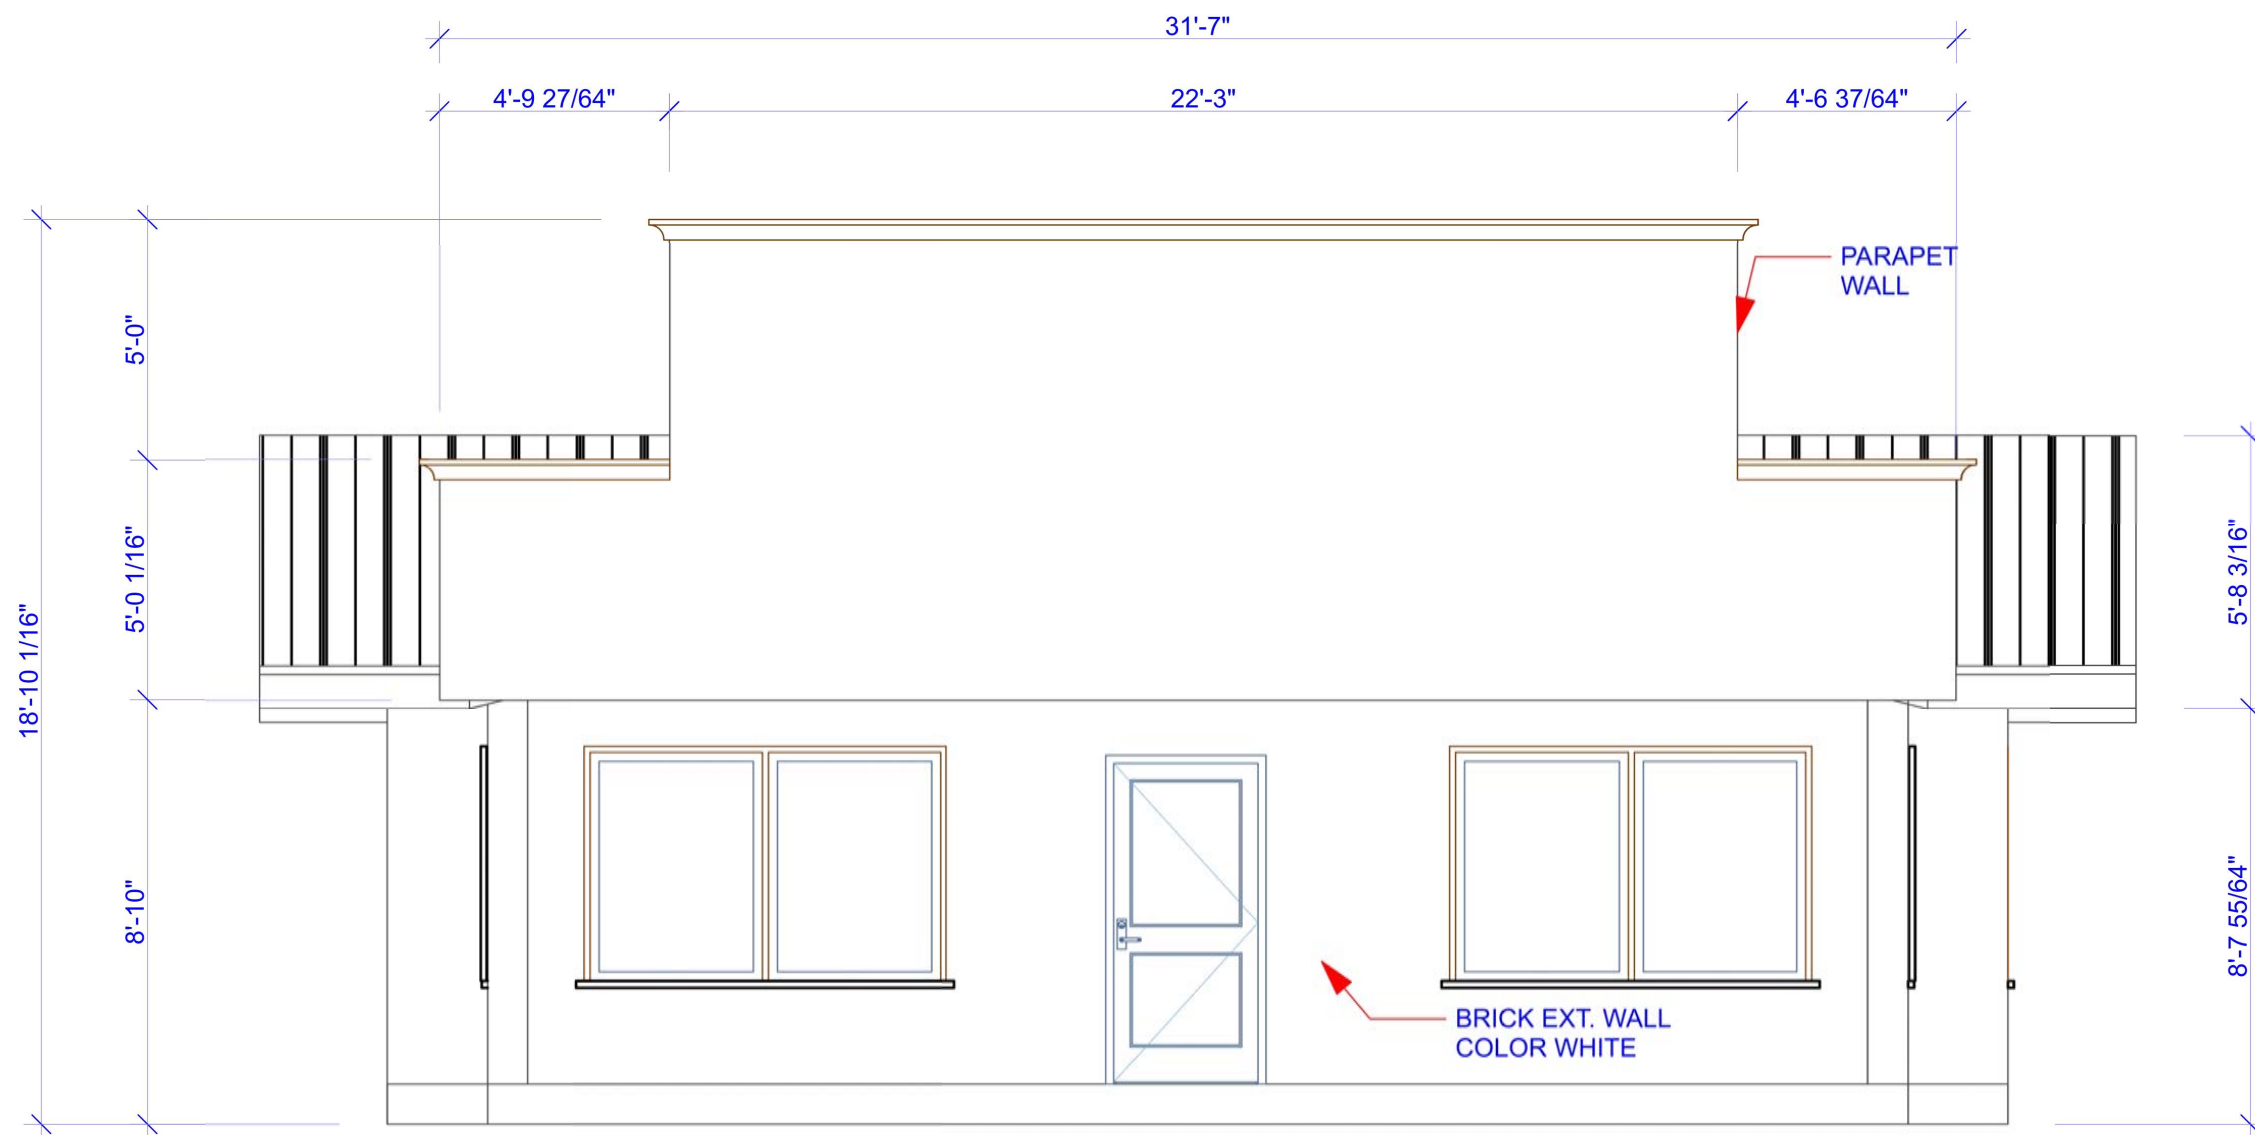 31'-7"
4'-9 27/64"
22'-3"
4'-6 37/64"
PARAPET
WALL
5'-0"
5'-0 1/16"
18'-10 1/16"
8'-10"
5'-8 3/16"
8'-7 55/64"
BRICK EXT. WALL
COLOR WHITE